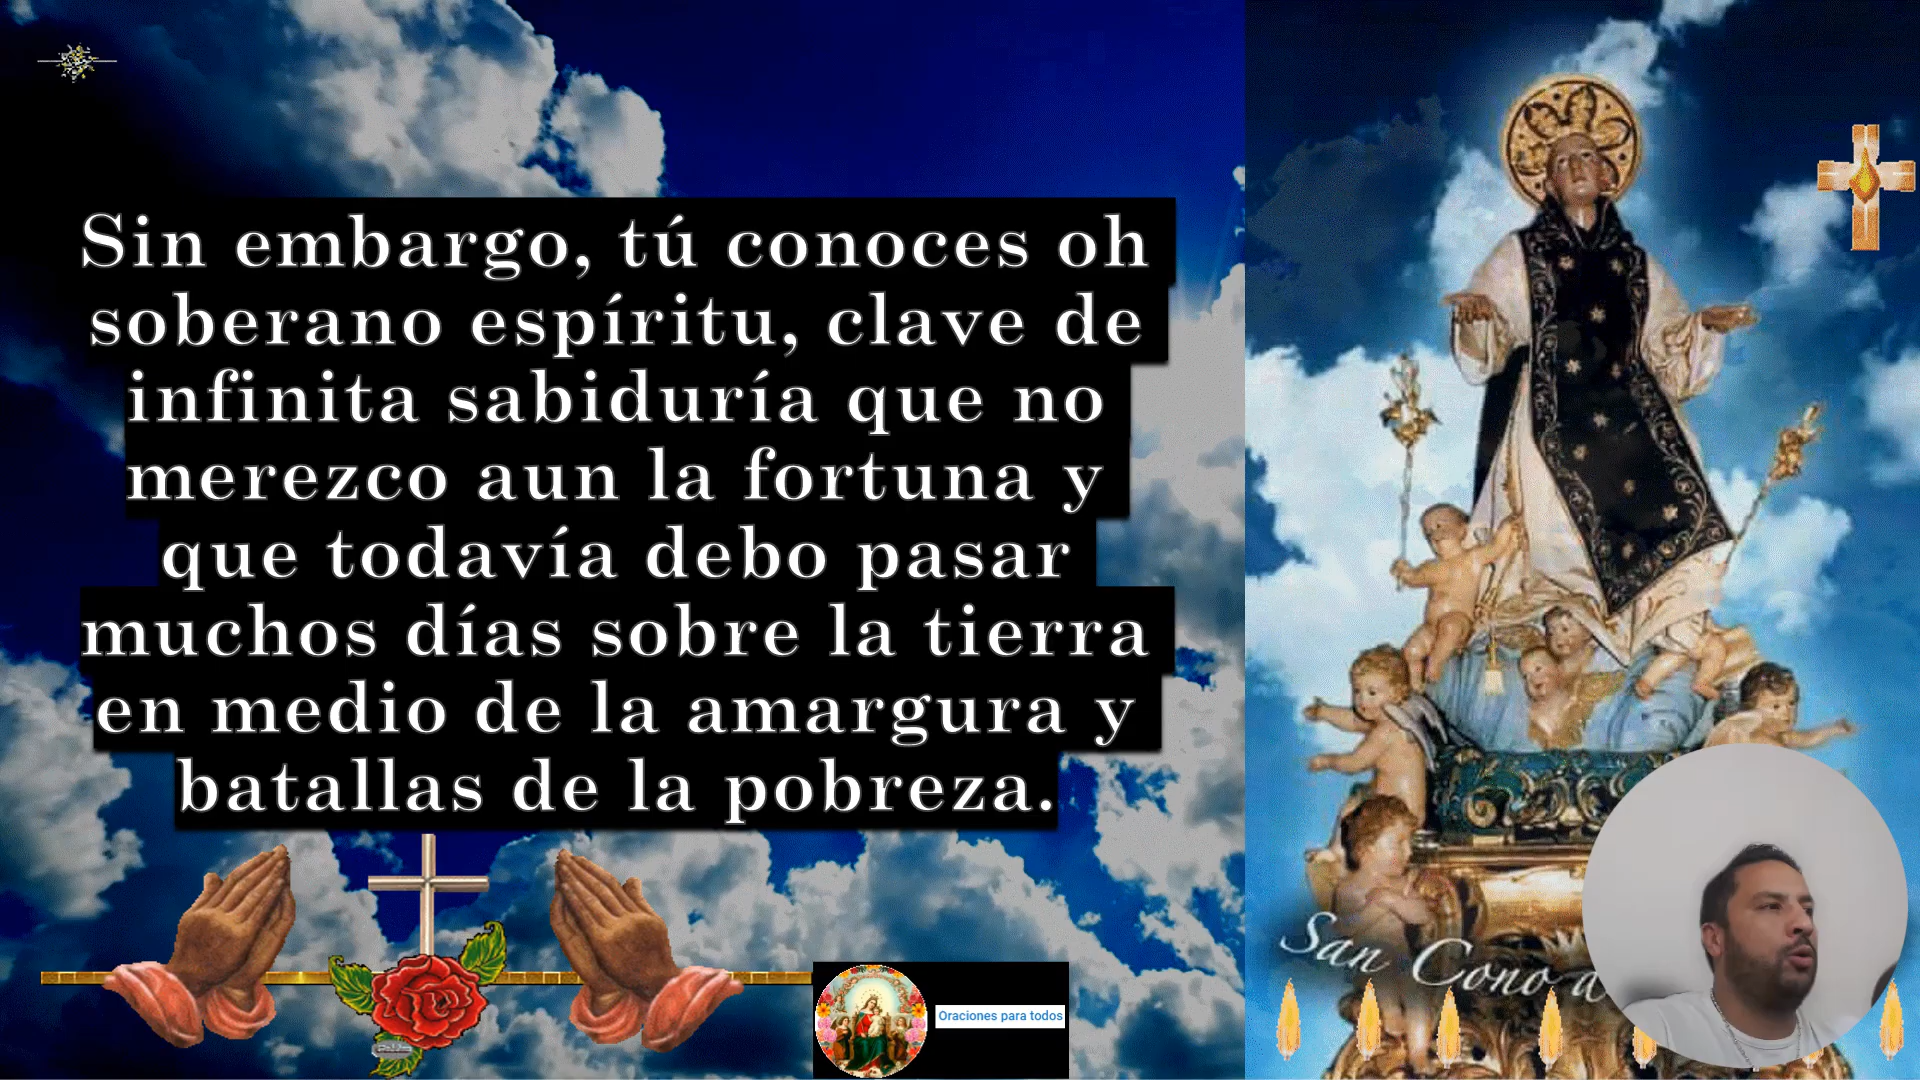 Sin embargo, tú conoces oh
soberano espíritu, clave de
infinita sabiduría que no
merezco aun la fortuna y
que todavía debo pasar
muchos días sobre la tierra
en medio de la amargura y
batallas de la pobreza.
San Cono
Oraciones para todos